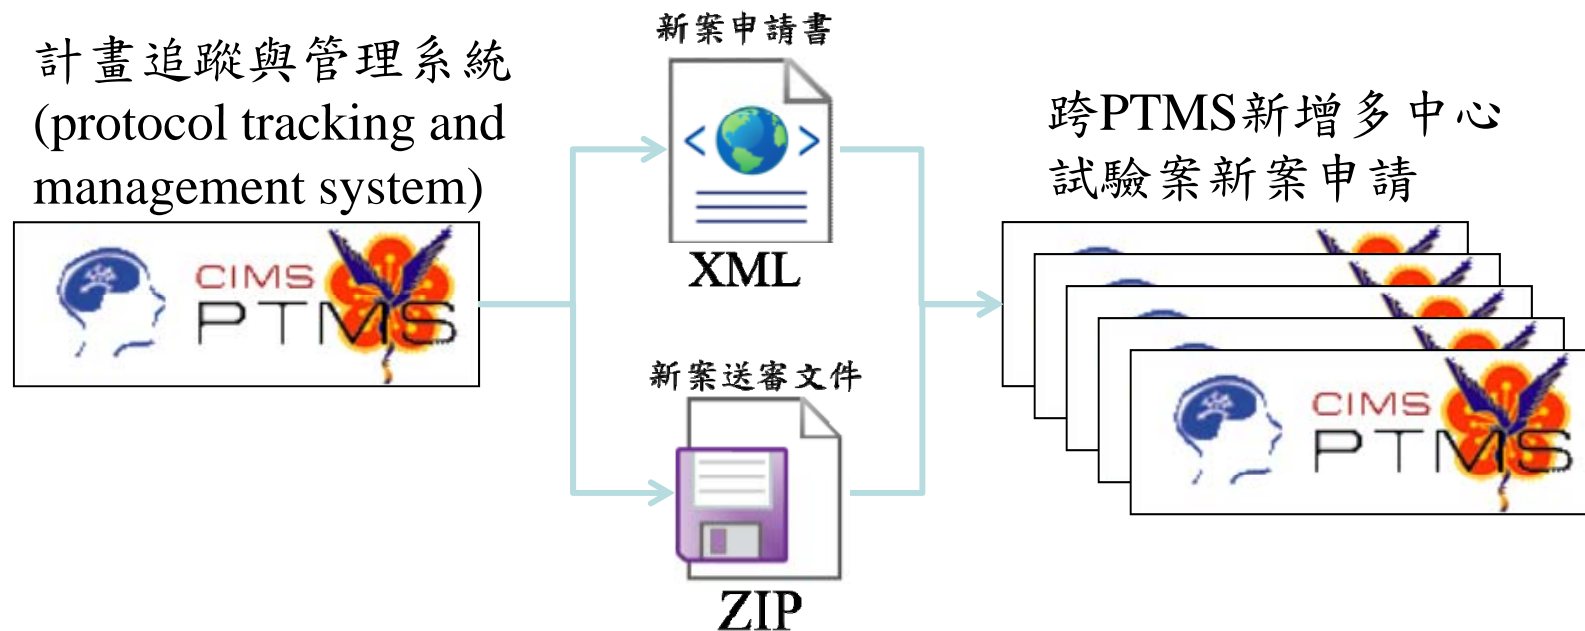 計畫追蹤與管理系統
(protocol tracking and
management system)
CIMS
PTMS
新案申請書
< >
XML
新案送審文件
ZIP
跨PTMS新增多中心
試驗案新案申請
CIMS
PTMS